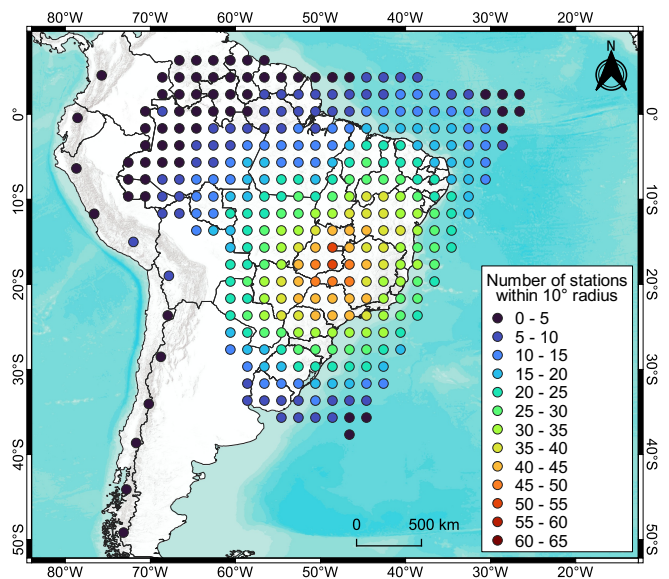 80°W 70°W 60°W 50°W 40°W 30°W 20°W
N
0° 0°
10°S 10°S
20°S 20°S
30°S 30°S
40°S 40°S
50°S 50°S
Number of stations
within 10° radius
0 - 5
5 - 10
10 - 15
15 - 20
20 - 25
25 - 30
30 - 35
35 - 40
40 - 45
45 - 50
50 - 55
55 - 60
60 - 65
0 500 km
80°W 70°W 60°W 50°W 40°W 30°W 20°W